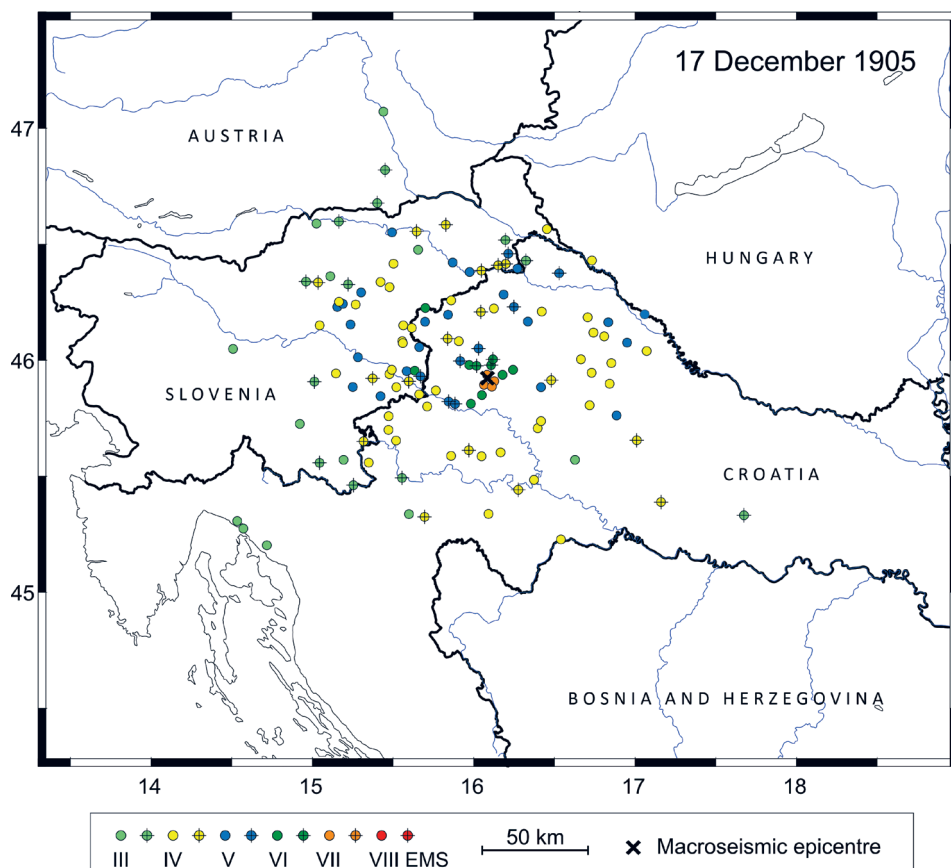 17 December 1905
47
AUSTRIA
HUNGARY
46
SLOVENIA
CROATIA
45
BOSNIA AND HERZEGOVINA
14 15 16 17 18
50 km
Macroseismic epicentre
III IV V VI VII VIII EMS